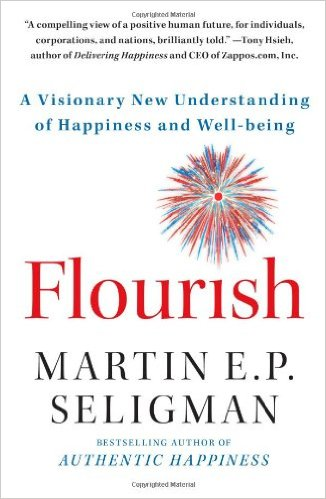 "A compelling view of a positive human future, for individuals,
corporations, and nations, brilliantly told." —Tony Hsieh,
author of Delivering Happiness and CEO of Zappos.com, Inc.
A Visionary New Understanding
of Happiness and Well-being
Flourish
MARTIN E.P.
SELIGMAN
BESTSELLING AUTHOR OF
AUTHENTIC HAPPINESS